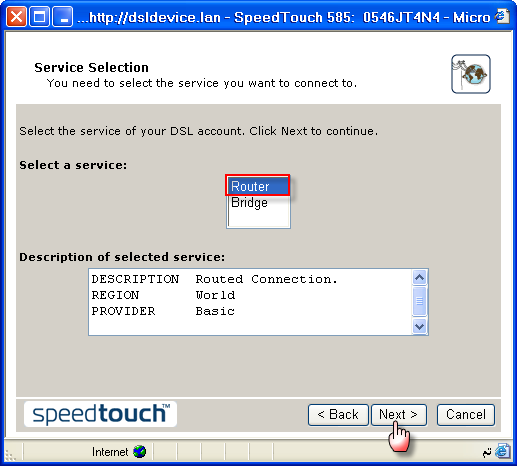 ...http://dsldevice.lan - SpeedTouch 585: 0546JT4N4 - Micro
Service Selection
You need to select the service you want to connect to.
Select the service of your DSL account. Click Next to continue.
Select a service:
Router
Bridge
Description of selected service:
DESCRIPTION Routed Connection.
REGION World
PROVIDER Basic
speedtouch™
< Back
Next >
Cancel
Internet
تم